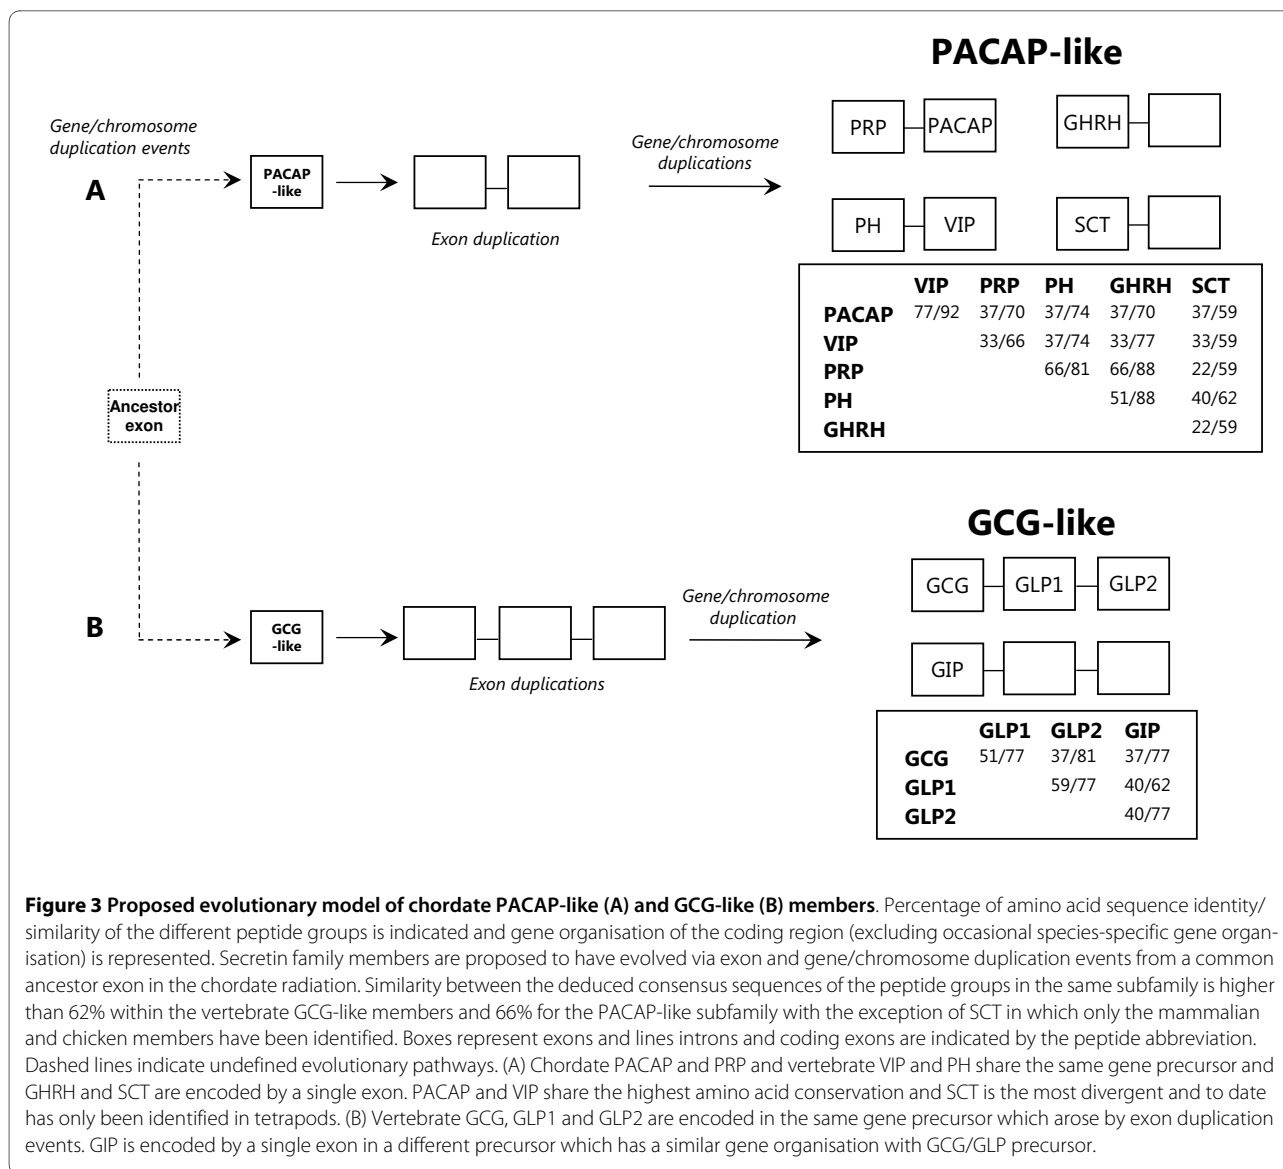 PACAP-like
Gene/chromosome
duplication events
A
PACAP
-like
Exon duplication
Gene/chromosome
duplications
PRP
PACAP
GHRH
PH
VIP
SCT
VIP PRP PH GHRH SCT
PACAP 77/92 37/70 37/74 37/70 37/59
VIP 33/66 37/74 33/77 33/59
PRP 66/81 66/88 22/59
PH 51/88 40/62
GHRH 22/59
Ancestor
exon
GCG-like
B
GCG
-like
Exon duplications
Gene/chromosome
duplication
GCG
GLP1
GLP2
GIP
GLP1 GLP2 GIP
GCG 51/77 37/81 37/77
GLP1 59/77 40/62
GLP2 40/77
Figure 3 Proposed evolutionary model of chordate PACAP-like (A) and GCG-like (B) members. Percentage of amino acid sequence identity/
similarity of the different peptide groups is indicated and gene organisation of the coding region (excluding occasional species-specific gene organ-
isation) is represented. Secretin family members are proposed to have evolved via exon and gene/chromosome duplication events from a common
ancestor exon in the chordate radiation. Similarity between the deduced consensus sequences of the peptide groups in the same subfamily is higher
than 62% within the vertebrate GCG-like members and 66% for the PACAP-like subfamily with the exception of SCT in which only the mammalian
and chicken members have been identified. Boxes represent exons and lines introns and coding exons are indicated by the peptide abbreviation.
Dashed lines indicate undefined evolutionary pathways. (A) Chordate PACAP and PRP and vertebrate VIP and PH share the same gene precursor and
GHRH and SCT are encoded by a single exon. PACAP and VIP share the highest amino acid conservation and SCT is the most divergent and to date
has only been identified in tetrapods. (B) Vertebrate GCG, GLP1 and GLP2 are encoded in the same gene precursor which arose by exon duplication
events. GIP is encoded by a single exon in a different precursor which has a similar gene organisation with GCG/GLP precursor.